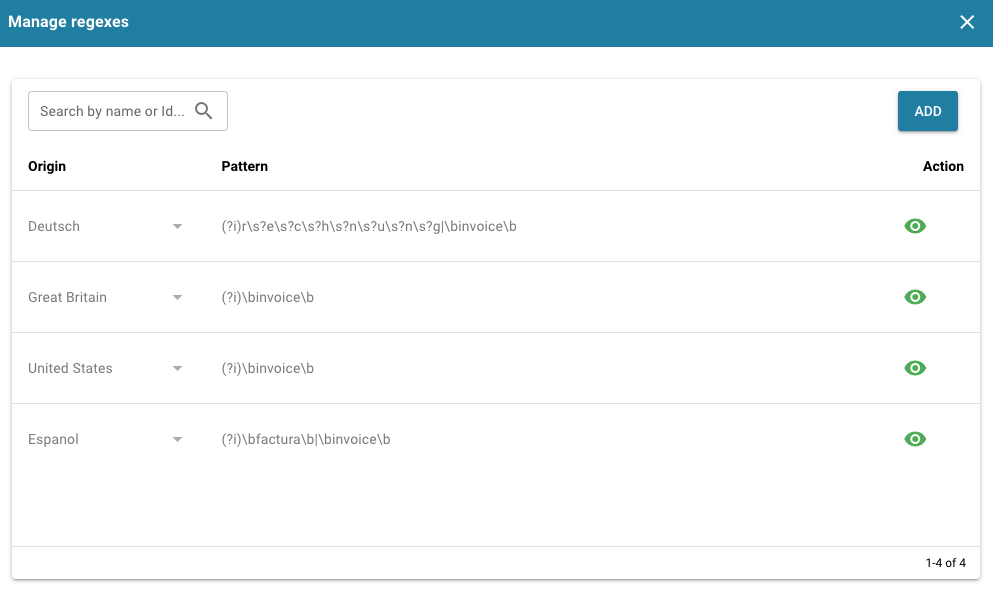 Manage regexes
Search by name or Id...
ADD
Origin Pattern Action
Deutsch (?i)r\s?e\s?c\s?h\s?n\s?u\s?n\s?g|\binvoice\b
Great Britain (?i)\binvoice\b
United States (?i)\binvoice\b
Espanol (?i)\bfactura\b|\binvoice\b
1-4 of 4